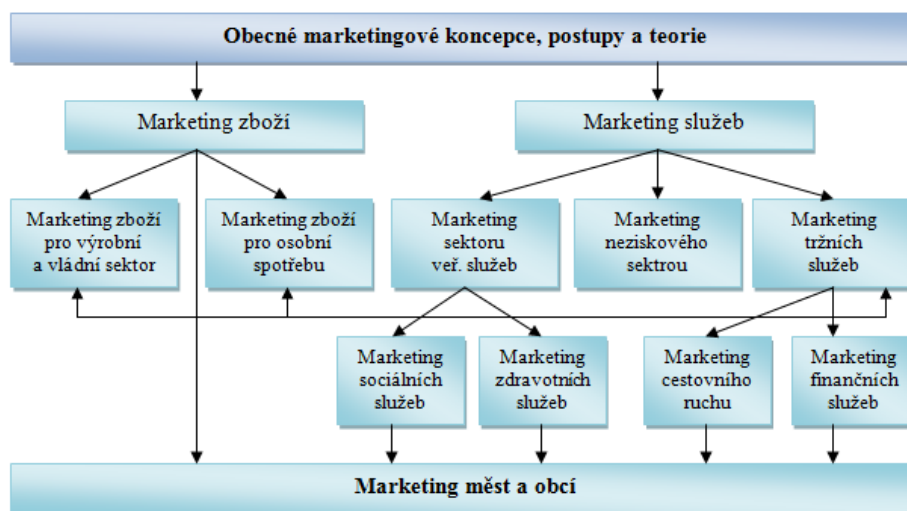 Obecné marketingové koncepce, postupy a teorie
Marketing zboží
Marketing služeb
Marketing zboží
pro výrobní
a vládní sektor
Marketing zboží
pro osobní
spotřebu
Marketing
sektoru
veř. služeb
Marketing
neziskového
sektrou
Marketing
tržních
služeb
Marketing
sociálních
služeb
Marketing
zdravotních
služeb
Marketing
cestovního
ruchu
Marketing
finančních
služeb
Marketing měst a obcí